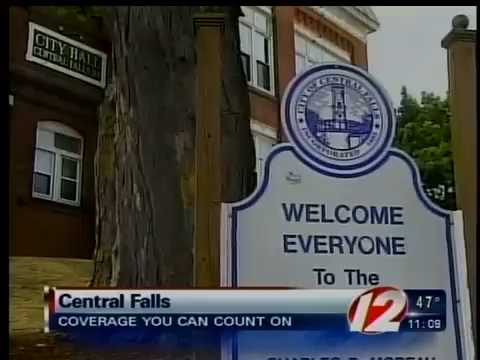 CITY HALL
CENTRAL FALLS
CITY OF CENTRAL FALLS
INCORPORATED
WELCOME
EVERYONE
To The
Central Falls
COVERAGE YOU CAN COUNT ON
12
47°
11:09